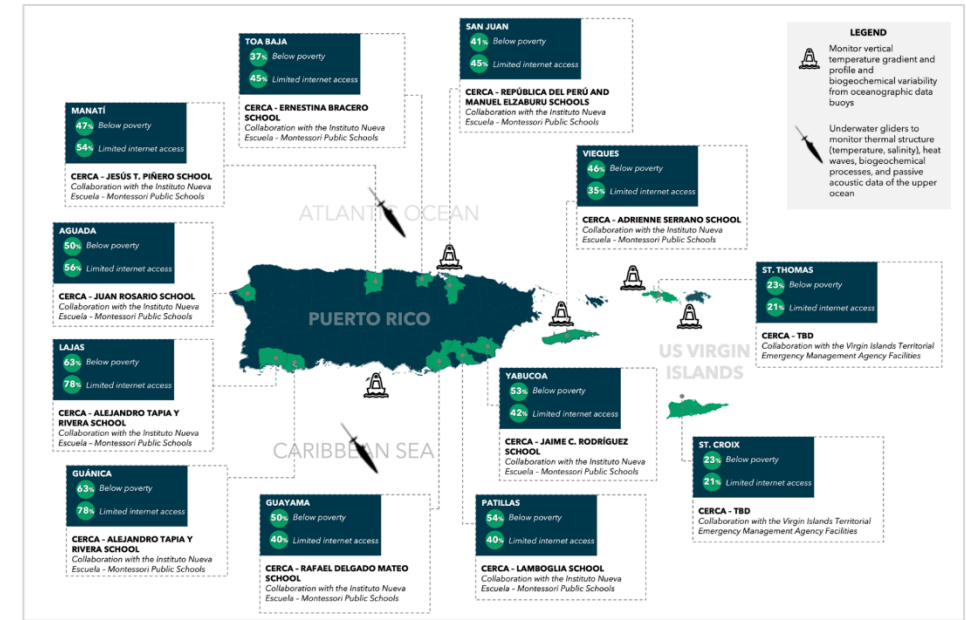 TOA BAJA
37% Below poverty
45% Limited internet access
CERCA – ERNESTINA BRACERO
SCHOOL
Collaboration with the Instituto Nueva
Escuela – Montessori Public Schools
SAN JUAN
41% Below poverty
45% Limited internet access
CERCA – REPÚBLICA DEL PERÚ AND
MANUEL ELZABURU SCHOOLS
Collaboration with the Instituto Nueva
Escuela – Montessori Public Schools
LEGEND
Monitor vertical
temperature gradient and
profile and
biogeochemical variability
from oceanographic data
buoys
Underwater gliders to
monitor thermal structure
(temperature, salinity), heat
waves, biogeochemical
processes, and passive
acoustic data of the upper
ocean
MANATÍ
47% Below poverty
54% Limited internet access
CERCA – JESÚS T. PIÑERO SCHOOL
Collaboration with the Instituto Nueva
Escuela – Montessori Public Schools
VIEQUES
46% Below poverty
35% Limited internet access
CERCA – ADRIENNE SERRANO SCHOOL
Collaboration with the Instituto Nueva
Escuela – Montessori Public Schools
ATLANTIC OCEAN
AGUADA
50% Below poverty
56% Limited internet access
CERCA – JUAN ROSARIO SCHOOL
Collaboration with the Instituto Nueva
Escuela – Montessori Public Schools
ST. THOMAS
23% Below poverty
21% Limited internet access
CERCA – TBD
Collaboration with the Virgin Islands Territorial
Emergency Management Agency Facilities
PUERTO RICO
US VIRGIN
ISLANDS
LAJAS
63% Below poverty
78% Limited internet access
CERCA – ALEJANDRO TAPIA Y
RIVERA SCHOOL
Collaboration with the Instituto Nueva
Escuela – Montessori Public Schools
YABUCOA
53% Below poverty
42% Limited internet access
CERCA – JAIME C. RODRÍGUEZ
SCHOOL
Collaboration with the Instituto Nueva
Escuela – Montessori Public Schools
CARIBBEAN SEA
ST. CROIX
23% Below poverty
21% Limited internet access
CERCA – TBD
Collaboration with the Virgin Islands Territorial
Emergency Management Agency Facilities
GUÁNICA
63% Below poverty
78% Limited internet access
CERCA – ALEJANDRO TAPIA Y
RIVERA SCHOOL
Collaboration with the Instituto Nueva
Escuela – Montessori Public Schools
GUAYAMA
50% Below poverty
40% Limited internet access
CERCA – RAFAEL DELGADO MATEO
SCHOOL
Collaboration with the Instituto Nueva
Escuela – Montessori Public Schools
PATILLAS
54% Below poverty
40% Limited internet access
CERCA – LAMBOGLIA SCHOOL
Collaboration with the Instituto Nueva
Escuela – Montessori Public Schools